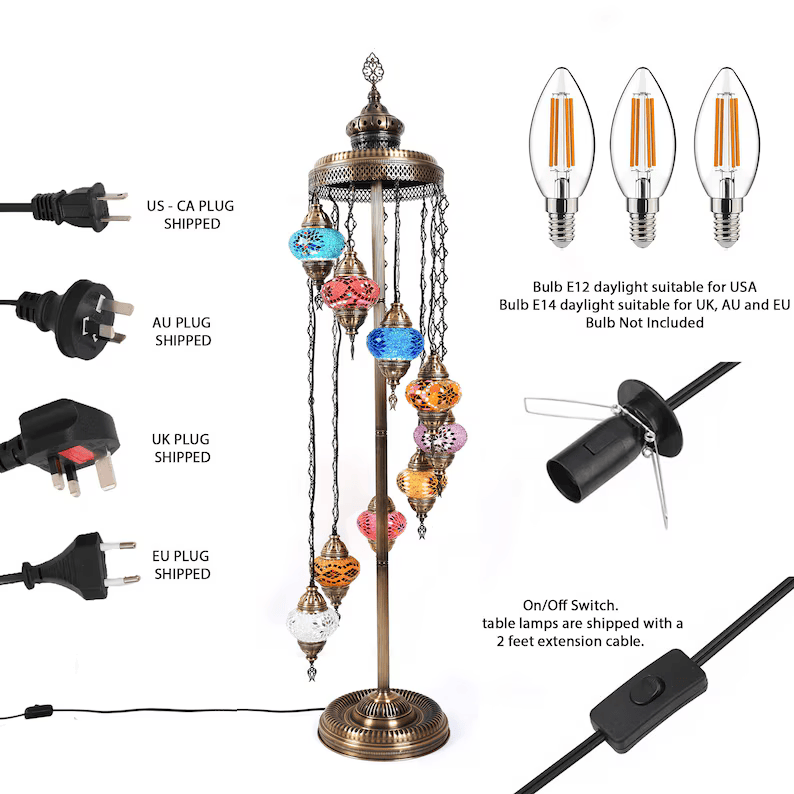 US - CA PLUG
SHIPPED
AU PLUG
SHIPPED
UK PLUG
SHIPPED
EU PLUG
SHIPPED
Bulb E12 daylight suitable for USA
Bulb E14 daylight suitable for UK, AU and EU
Bulb Not Included
On/Off Switch.
table lamps are shipped with a
2 feet extension cable.